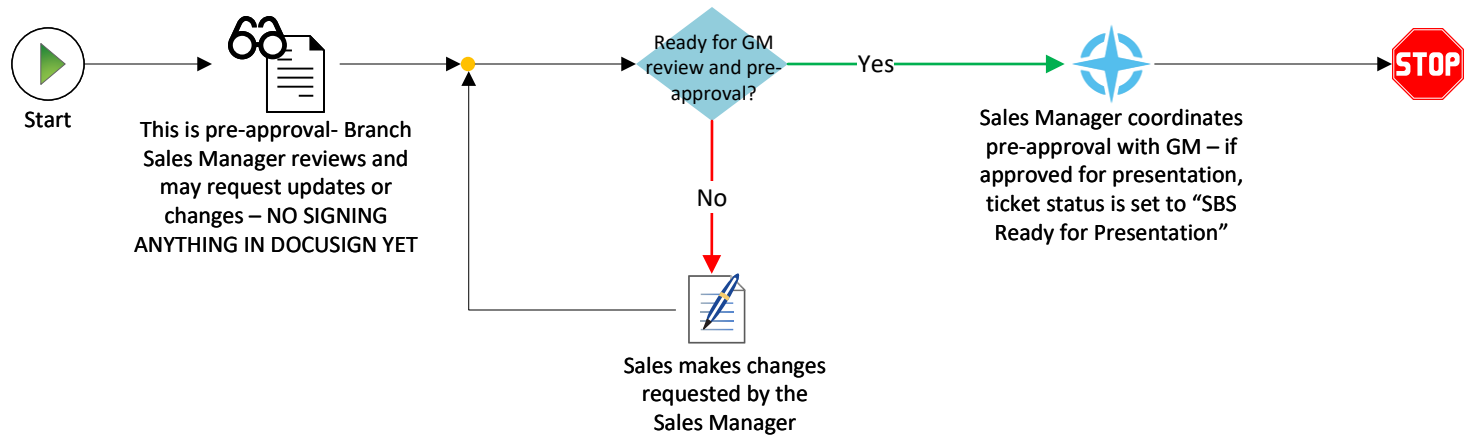 Start
This is pre-approval- Branch
Sales Manager reviews and
may request updates or
changes – NO SIGNING
ANYTHING IN DOCUSIGN YET
Ready for GM
review and pre-
approval?
Yes
No
Sales makes changes
requested by the
Sales Manager
Sales Manager coordinates
pre-approval with GM – if
approved for presentation,
ticket status is set to “SBS
Ready for Presentation”
STOP